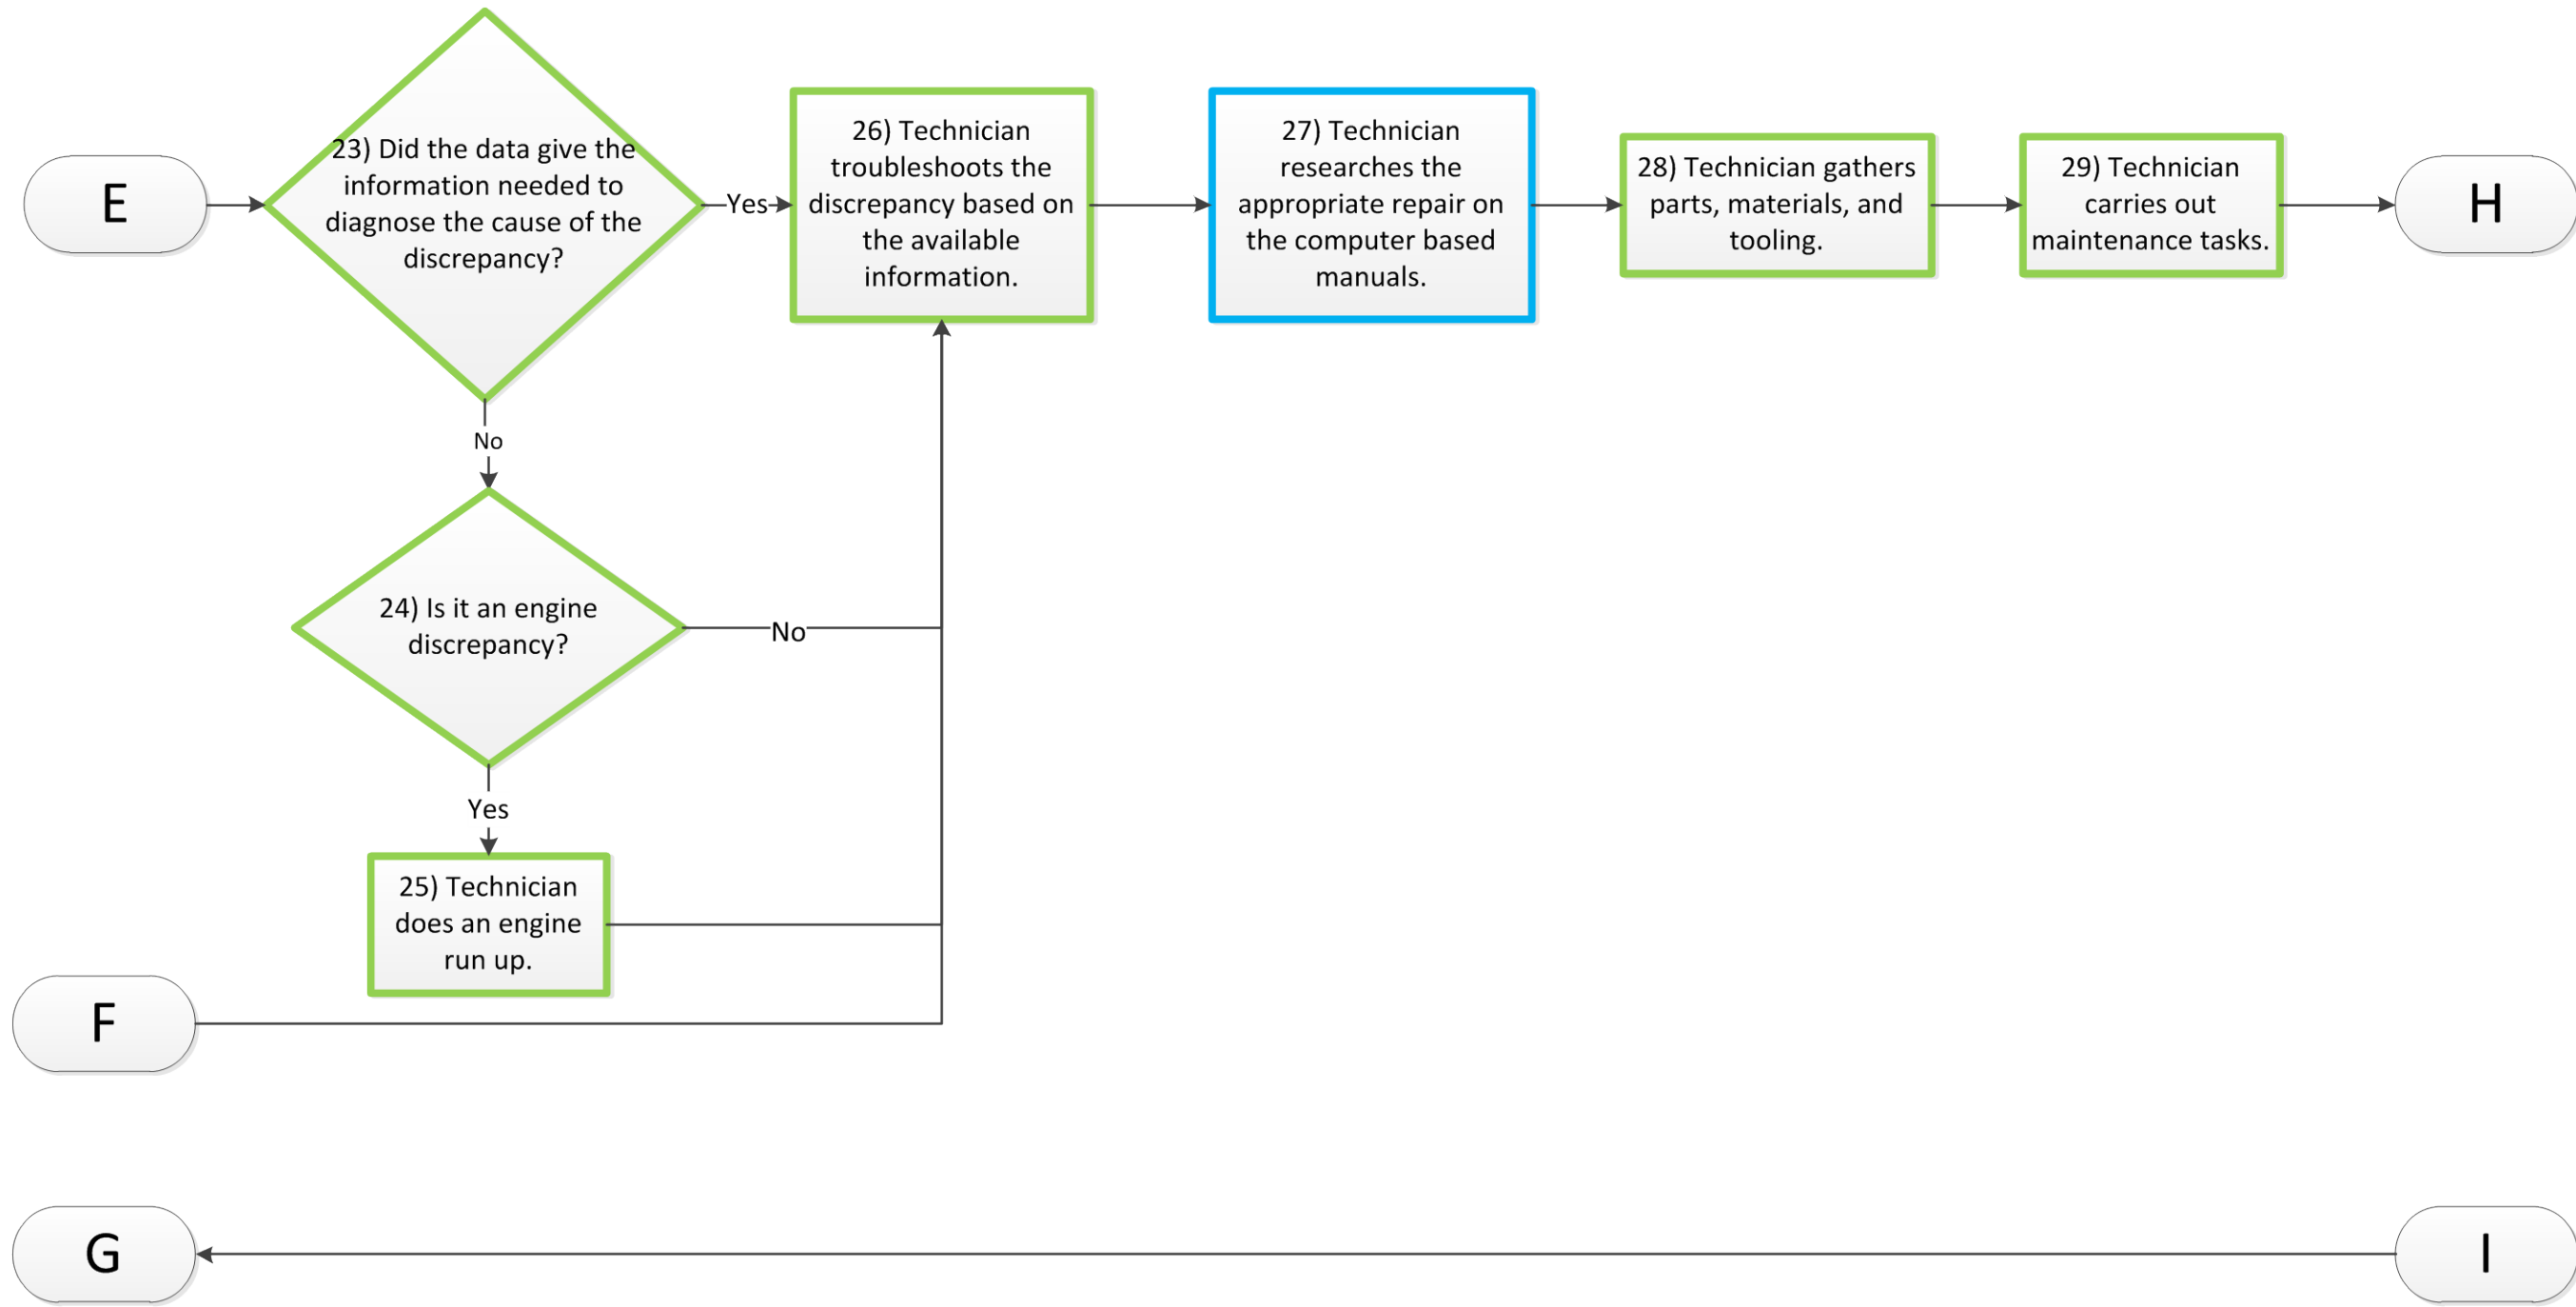 E
23) Did the data give the
information needed to
diagnose the cause of the
discrepancy?
Yes
26) Technician
troubleshoots the
discrepancy based on
the available
information.
27) Technician
researches the
appropriate repair on
the computer based
manuals.
28) Technician gathers
parts, materials, and
tooling.
29) Technician
carries out
maintenance tasks.
H
No
24) Is it an engine
discrepancy?
No
Yes
25) Technician
does an engine
run up.
F
G
I